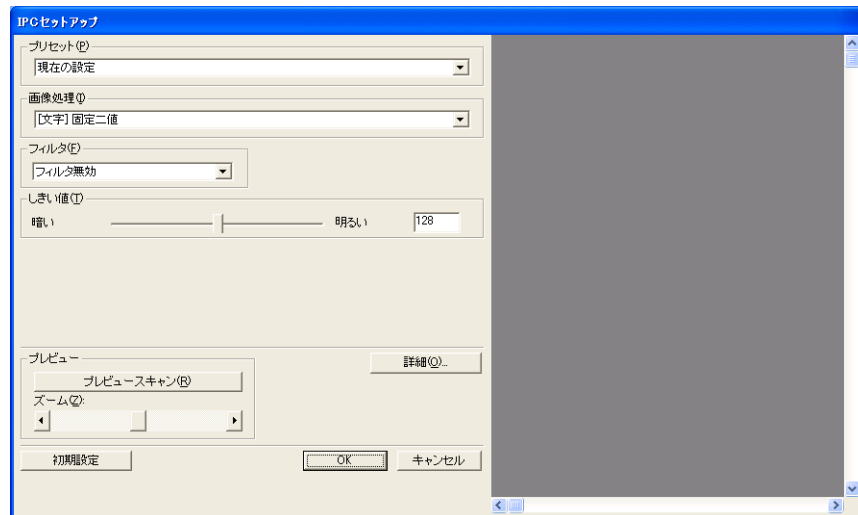 IPCセットアップ
プリセット(P)
現在の設定
画像処理(I)
[文字] 固定二値
フィルタ(F)
フィルタ無効
しきい値(T)
暗い 明るい 128
プレビュー
詳細(O)...
プレビュースキャン(R)
ズーム(Z):
初期設定 OK キャンセル